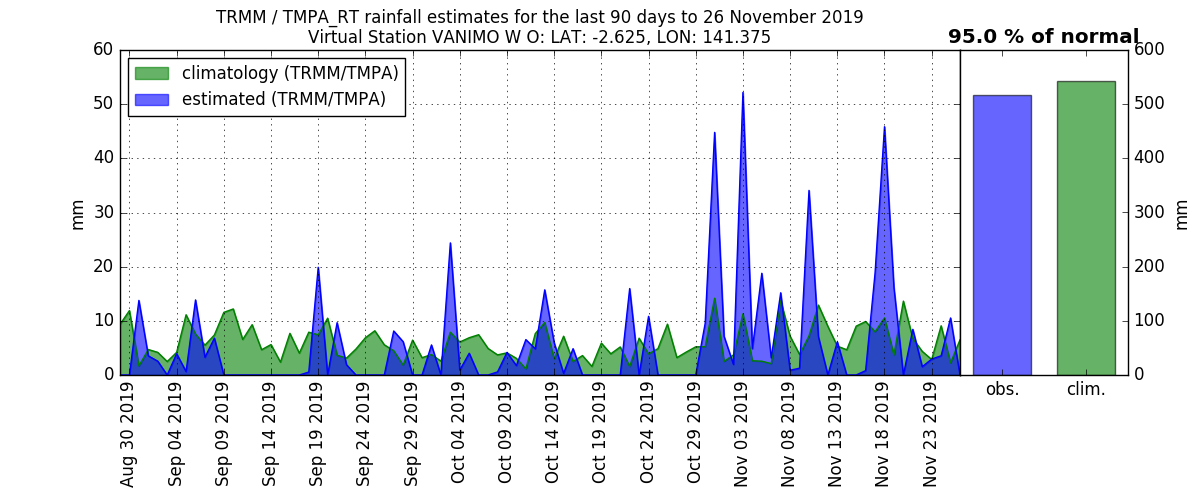 TRMM / TMPA_RT rainfall estimates for the last 90 days to 26 November 2019
Virtual Station VANIMO W O: LAT: -2.625, LON: 141.375
95.0 % of normal
climatology (TRMM/TMPA)
estimated (TRMM/TMPA)
60
50
40
30
20
10
0
mm
600
500
400
300
200
100
0
mm
Aug 30 2019
Sep 04 2019
Sep 09 2019
Sep 14 2019
Sep 19 2019
Sep 24 2019
Sep 29 2019
Oct 04 2019
Oct 09 2019
Oct 14 2019
Oct 19 2019
Oct 24 2019
Oct 29 2019
Nov 03 2019
Nov 08 2019
Nov 13 2019
Nov 18 2019
Nov 23 2019
obs.
clim.